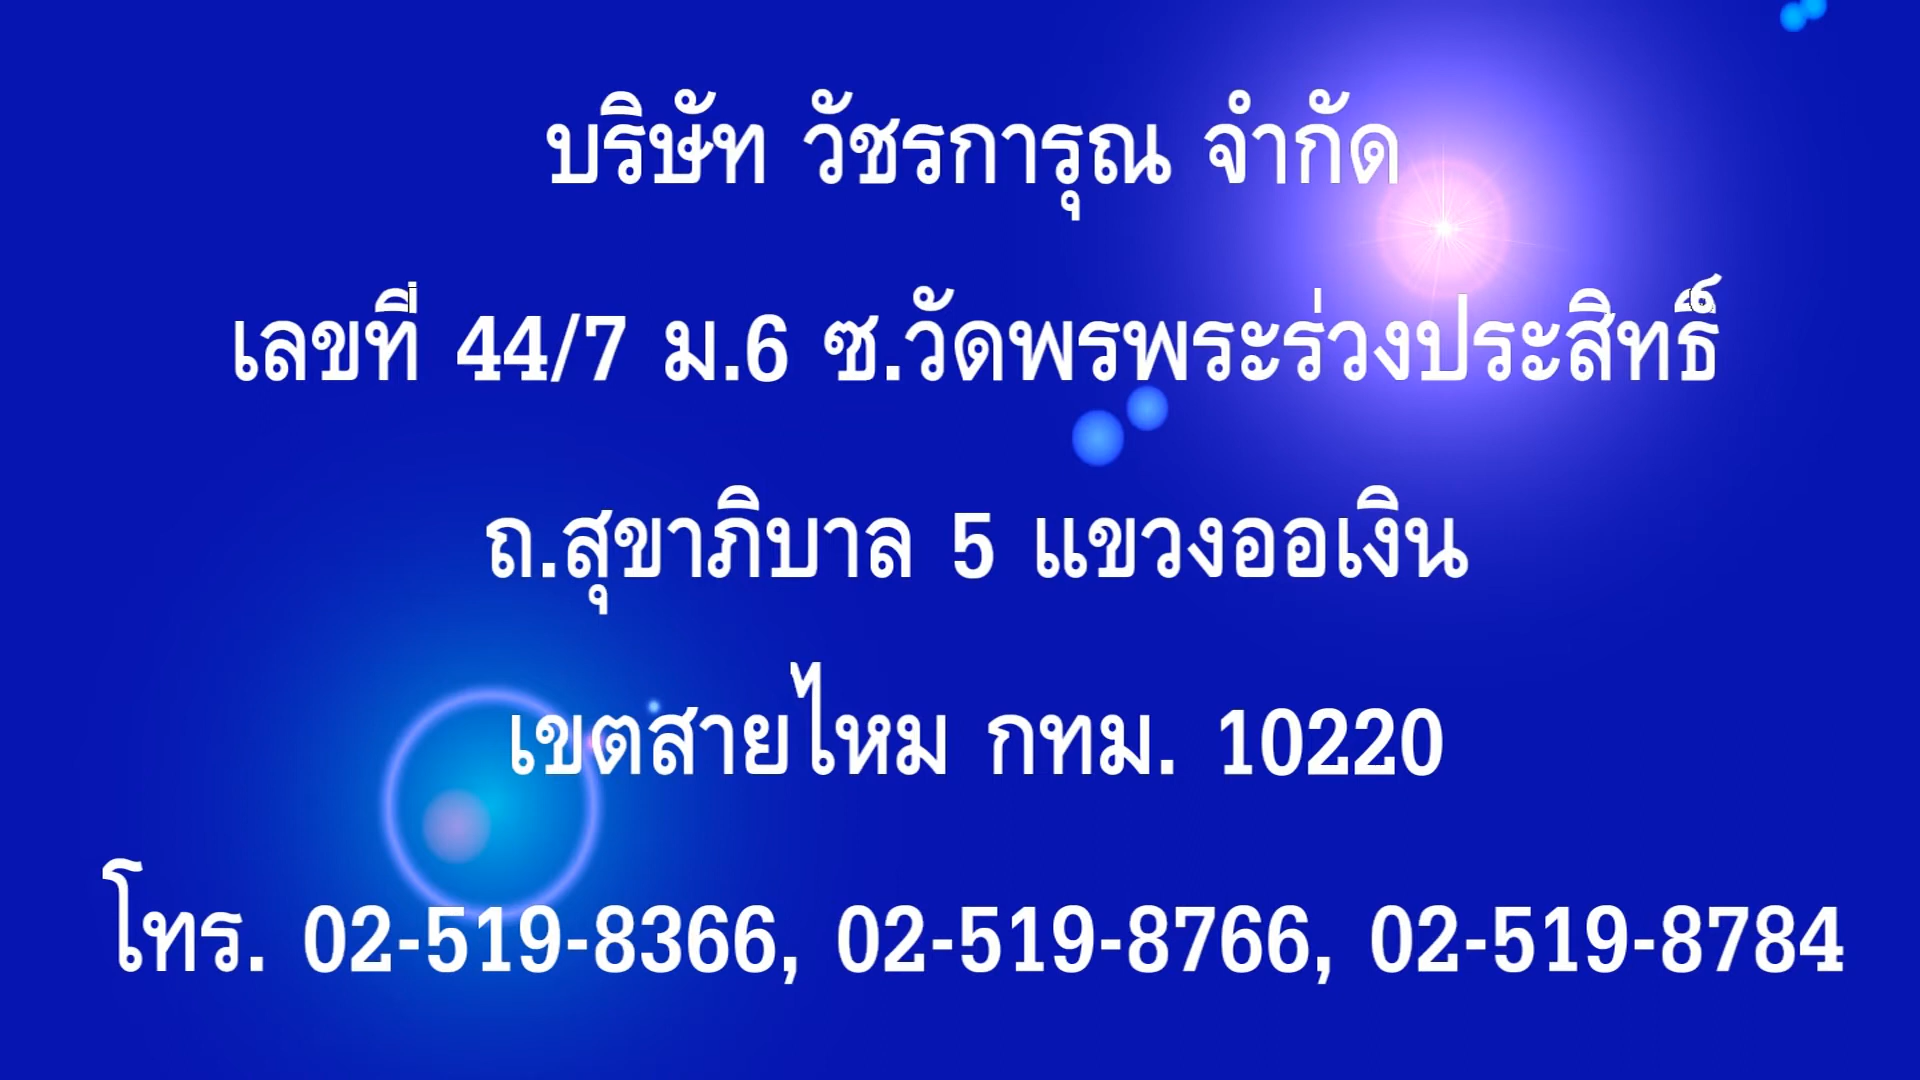 บริษัท วัชรการุณ จำกัด
เลขที่ 44/7 ม.6 ซ.วัดพรพระร่วงประสิทธิ์
ถ.สุขาภิบาล 5 แขวงออเงิน
เขตสายไหม กทม. 10220
โทร. 02-519-8366, 02-519-8766, 02-519-8784